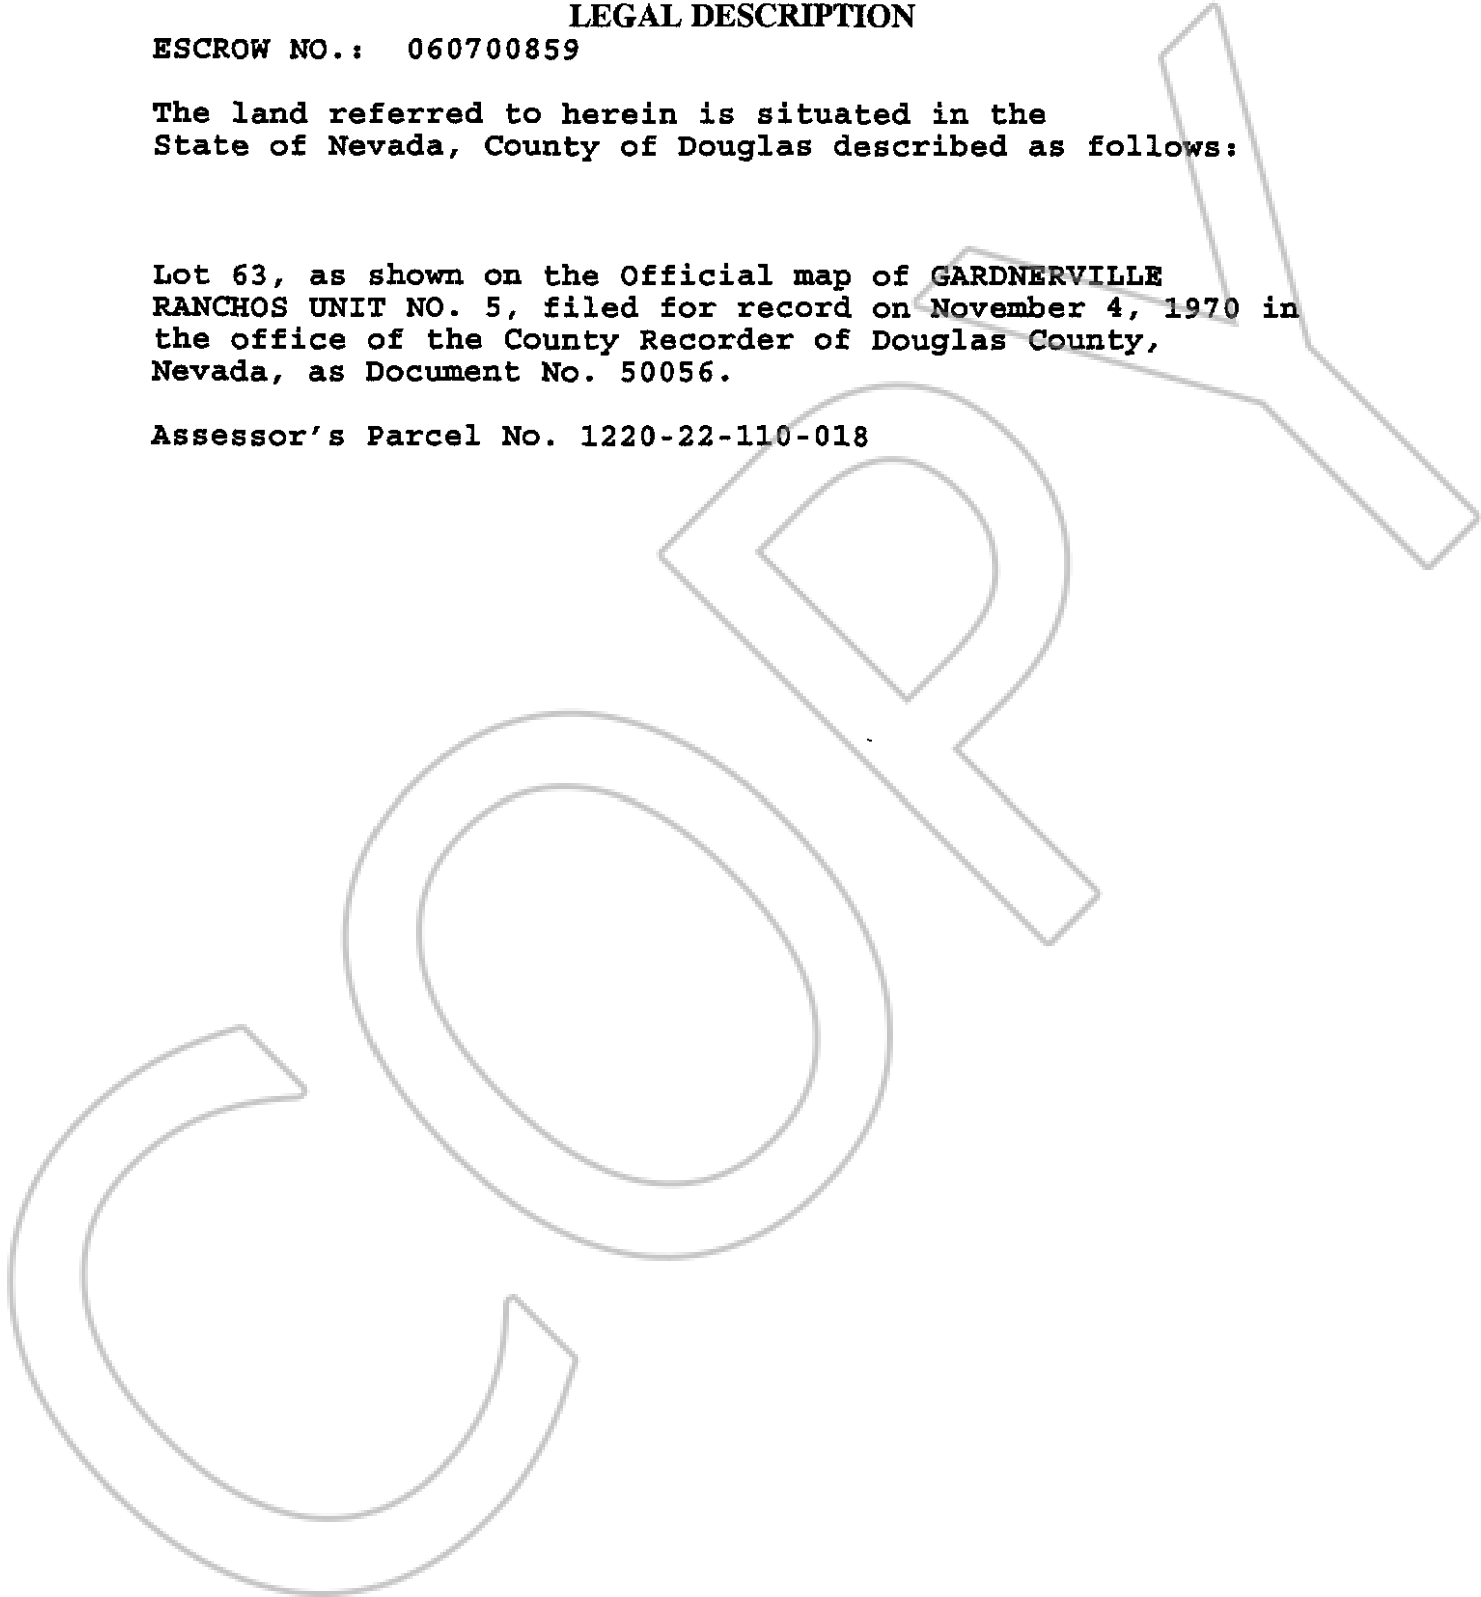 LEGAL DESCRIPTION
ESCROW NO.: 060700859
The land referred to herein is situated in the
State of Nevada, County of Douglas described as follows:
Lot 63, as shown on the Official map of GARDNERVILLE
RANCHOS UNIT NO. 5, filed for record on November 4, 1970 in
the office of the County Recorder of Douglas County,
Nevada, as Document No. 50056.
Assessor's Parcel No. 1220-22-110-018
COPY